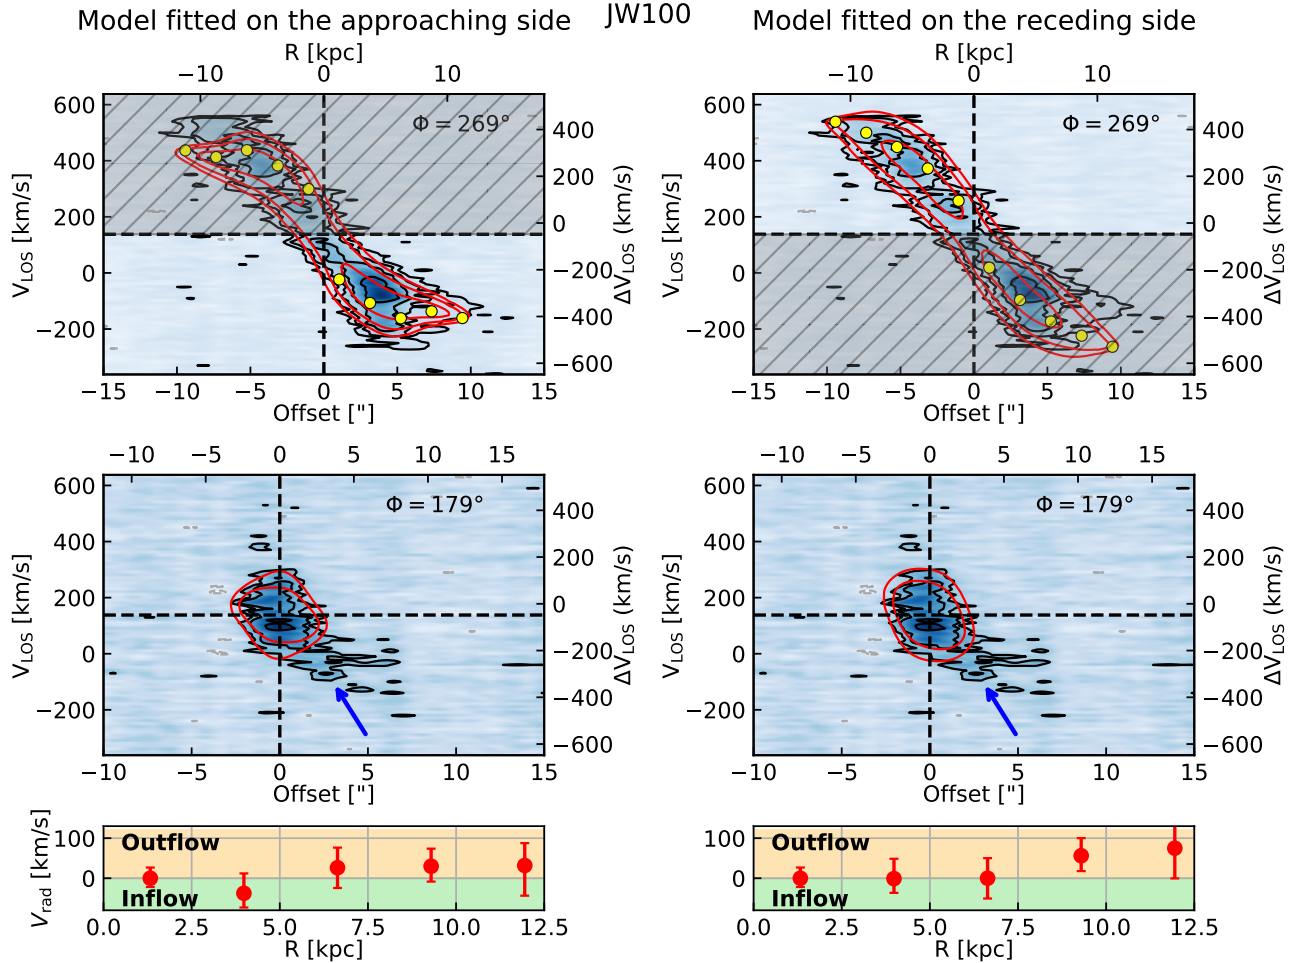 JW100
Model fitted on the approaching side
Model fitted on the receding side
R [kpc]
−10 0 10
600
400
200
0
−200
V_LOS [km/s]
400
200
0
−200
−400
−600
ΔV_LOS (km/s)
Φ = 269°
−15 −10 −5 0 5 10 15
Offset ["]
R [kpc]
−10 0 10
600
400
200
0
−200
V_LOS [km/s]
400
200
0
−200
−400
−600
ΔV_LOS (km/s)
Φ = 269°
−15 −10 −5 0 5 10 15
Offset ["]
−10 −5 0 5 10 15
600
400
200
0
−200
V_LOS [km/s]
400
200
0
−200
−400
−600
ΔV_LOS (km/s)
Φ = 179°
−10 −5 0 5 10 15
Offset ["]
−10 −5 0 5 10 15
600
400
200
0
−200
V_LOS [km/s]
400
200
0
−200
−400
−600
ΔV_LOS (km/s)
Φ = 179°
−10 −5 0 5 10 15
Offset ["]
V_rad [km/s]
100
0
Outflow
Inflow
0.0 2.5 5.0 7.5 10.0 12.5
R [kpc]
100
0
Outflow
Inflow
0.0 2.5 5.0 7.5 10.0 12.5
R [kpc]